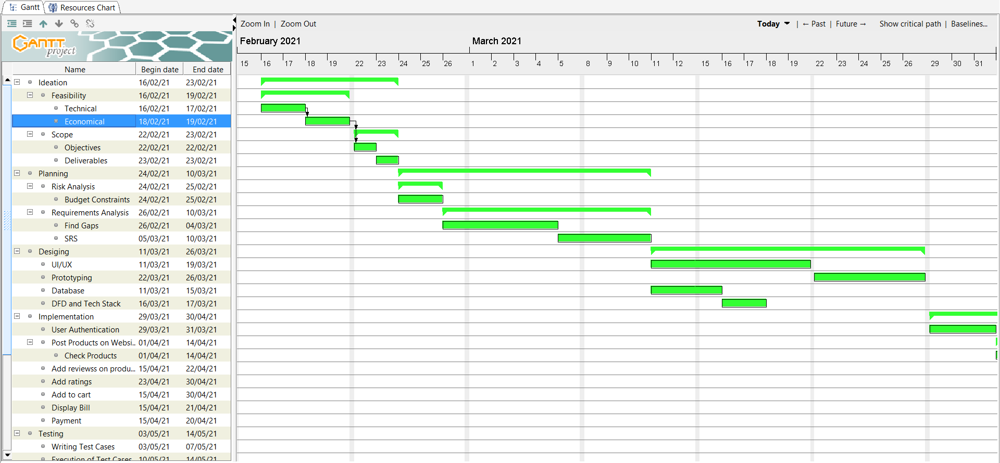 Gantt Resources Chart
Zoom In | Zoom Out Today | ← Past | Future → Show critical path | Baselines...
GANTT
project
February 2021 March 2021
15 16 17 18 19 22 23 24 25 26 1 2 3 4 5 8 9 10 11 12 15 16 17 18 19 22 23 24 25 26 29 30 31
Name Begin date End date
Ideation 16/02/21 23/02/21
Feasibility 16/02/21 19/02/21
Technical 16/02/21 17/02/21
Economical 18/02/21 19/02/21
Scope 22/02/21 23/02/21
Objectives 22/02/21 22/02/21
Deliverables 23/02/21 23/02/21
Planning 24/02/21 10/03/21
Risk Analysis 24/02/21 25/02/21
Budget Constraints 24/02/21 25/02/21
Requirements Analysis 26/02/21 10/03/21
Find Gaps 26/02/21 04/03/21
SRS 05/03/21 10/03/21
Desiging 11/03/21 26/03/21
UI/UX 11/03/21 19/03/21
Prototyping 22/03/21 26/03/21
Database 11/03/21 15/03/21
DFD and Tech Stack 16/03/21 17/03/21
Implementation 29/03/21 30/04/21
User Authentication 29/03/21 31/03/21
Post Products on Websi.. 01/04/21 14/04/21
Check Products 01/04/21 14/04/21
Add reviewss on produ... 15/04/21 22/04/21
Add ratings 23/04/21 30/04/21
Add to cart 15/04/21 30/04/21
Display Bill 15/04/21 21/04/21
Payment 15/04/21 20/04/21
Testing 03/05/21 14/05/21
Writing Test Cases 03/05/21 07/05/21
Execution of Test Cases 10/05/21 14/05/21